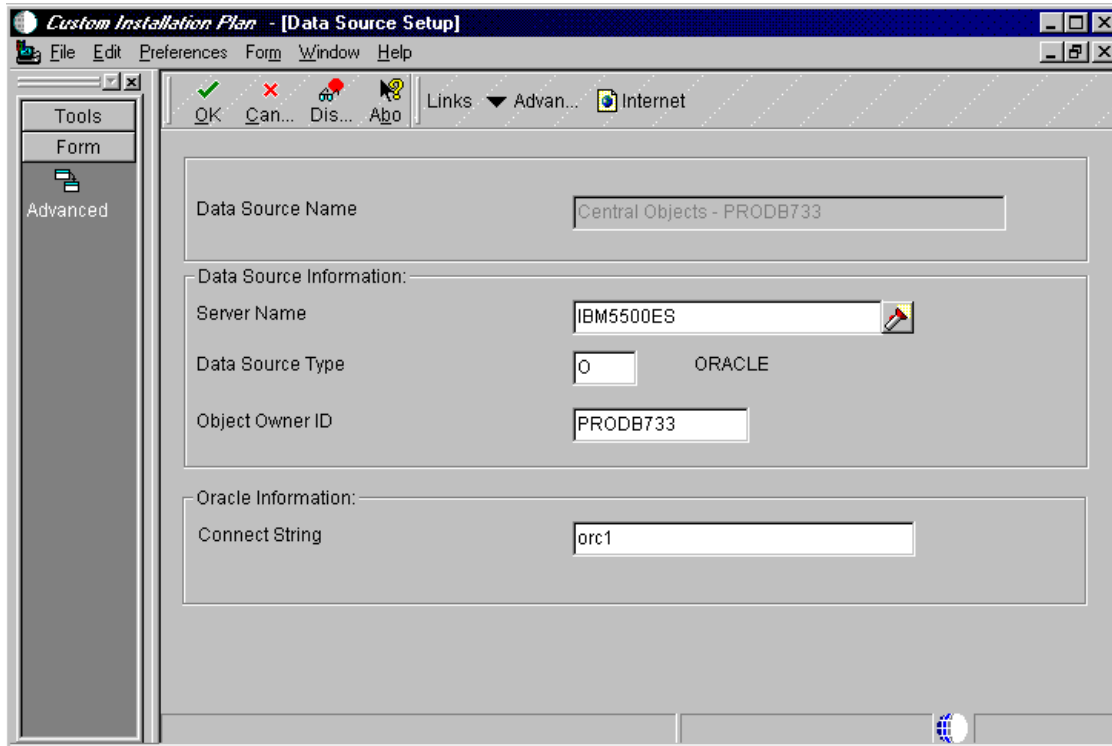 Custom Installation Plan - [Data Source Setup]
File Edit Preferences Form Window Help
Tools
Form
Advanced
OK Can... Dis... Abo Links Advan... Internet
Data Source Name Central Objects - PRODB733
Data Source Information:
Server Name IBM5500ES
Data Source Type O ORACLE
Object Owner ID PRODB733
Oracle Information:
Connect String orc1